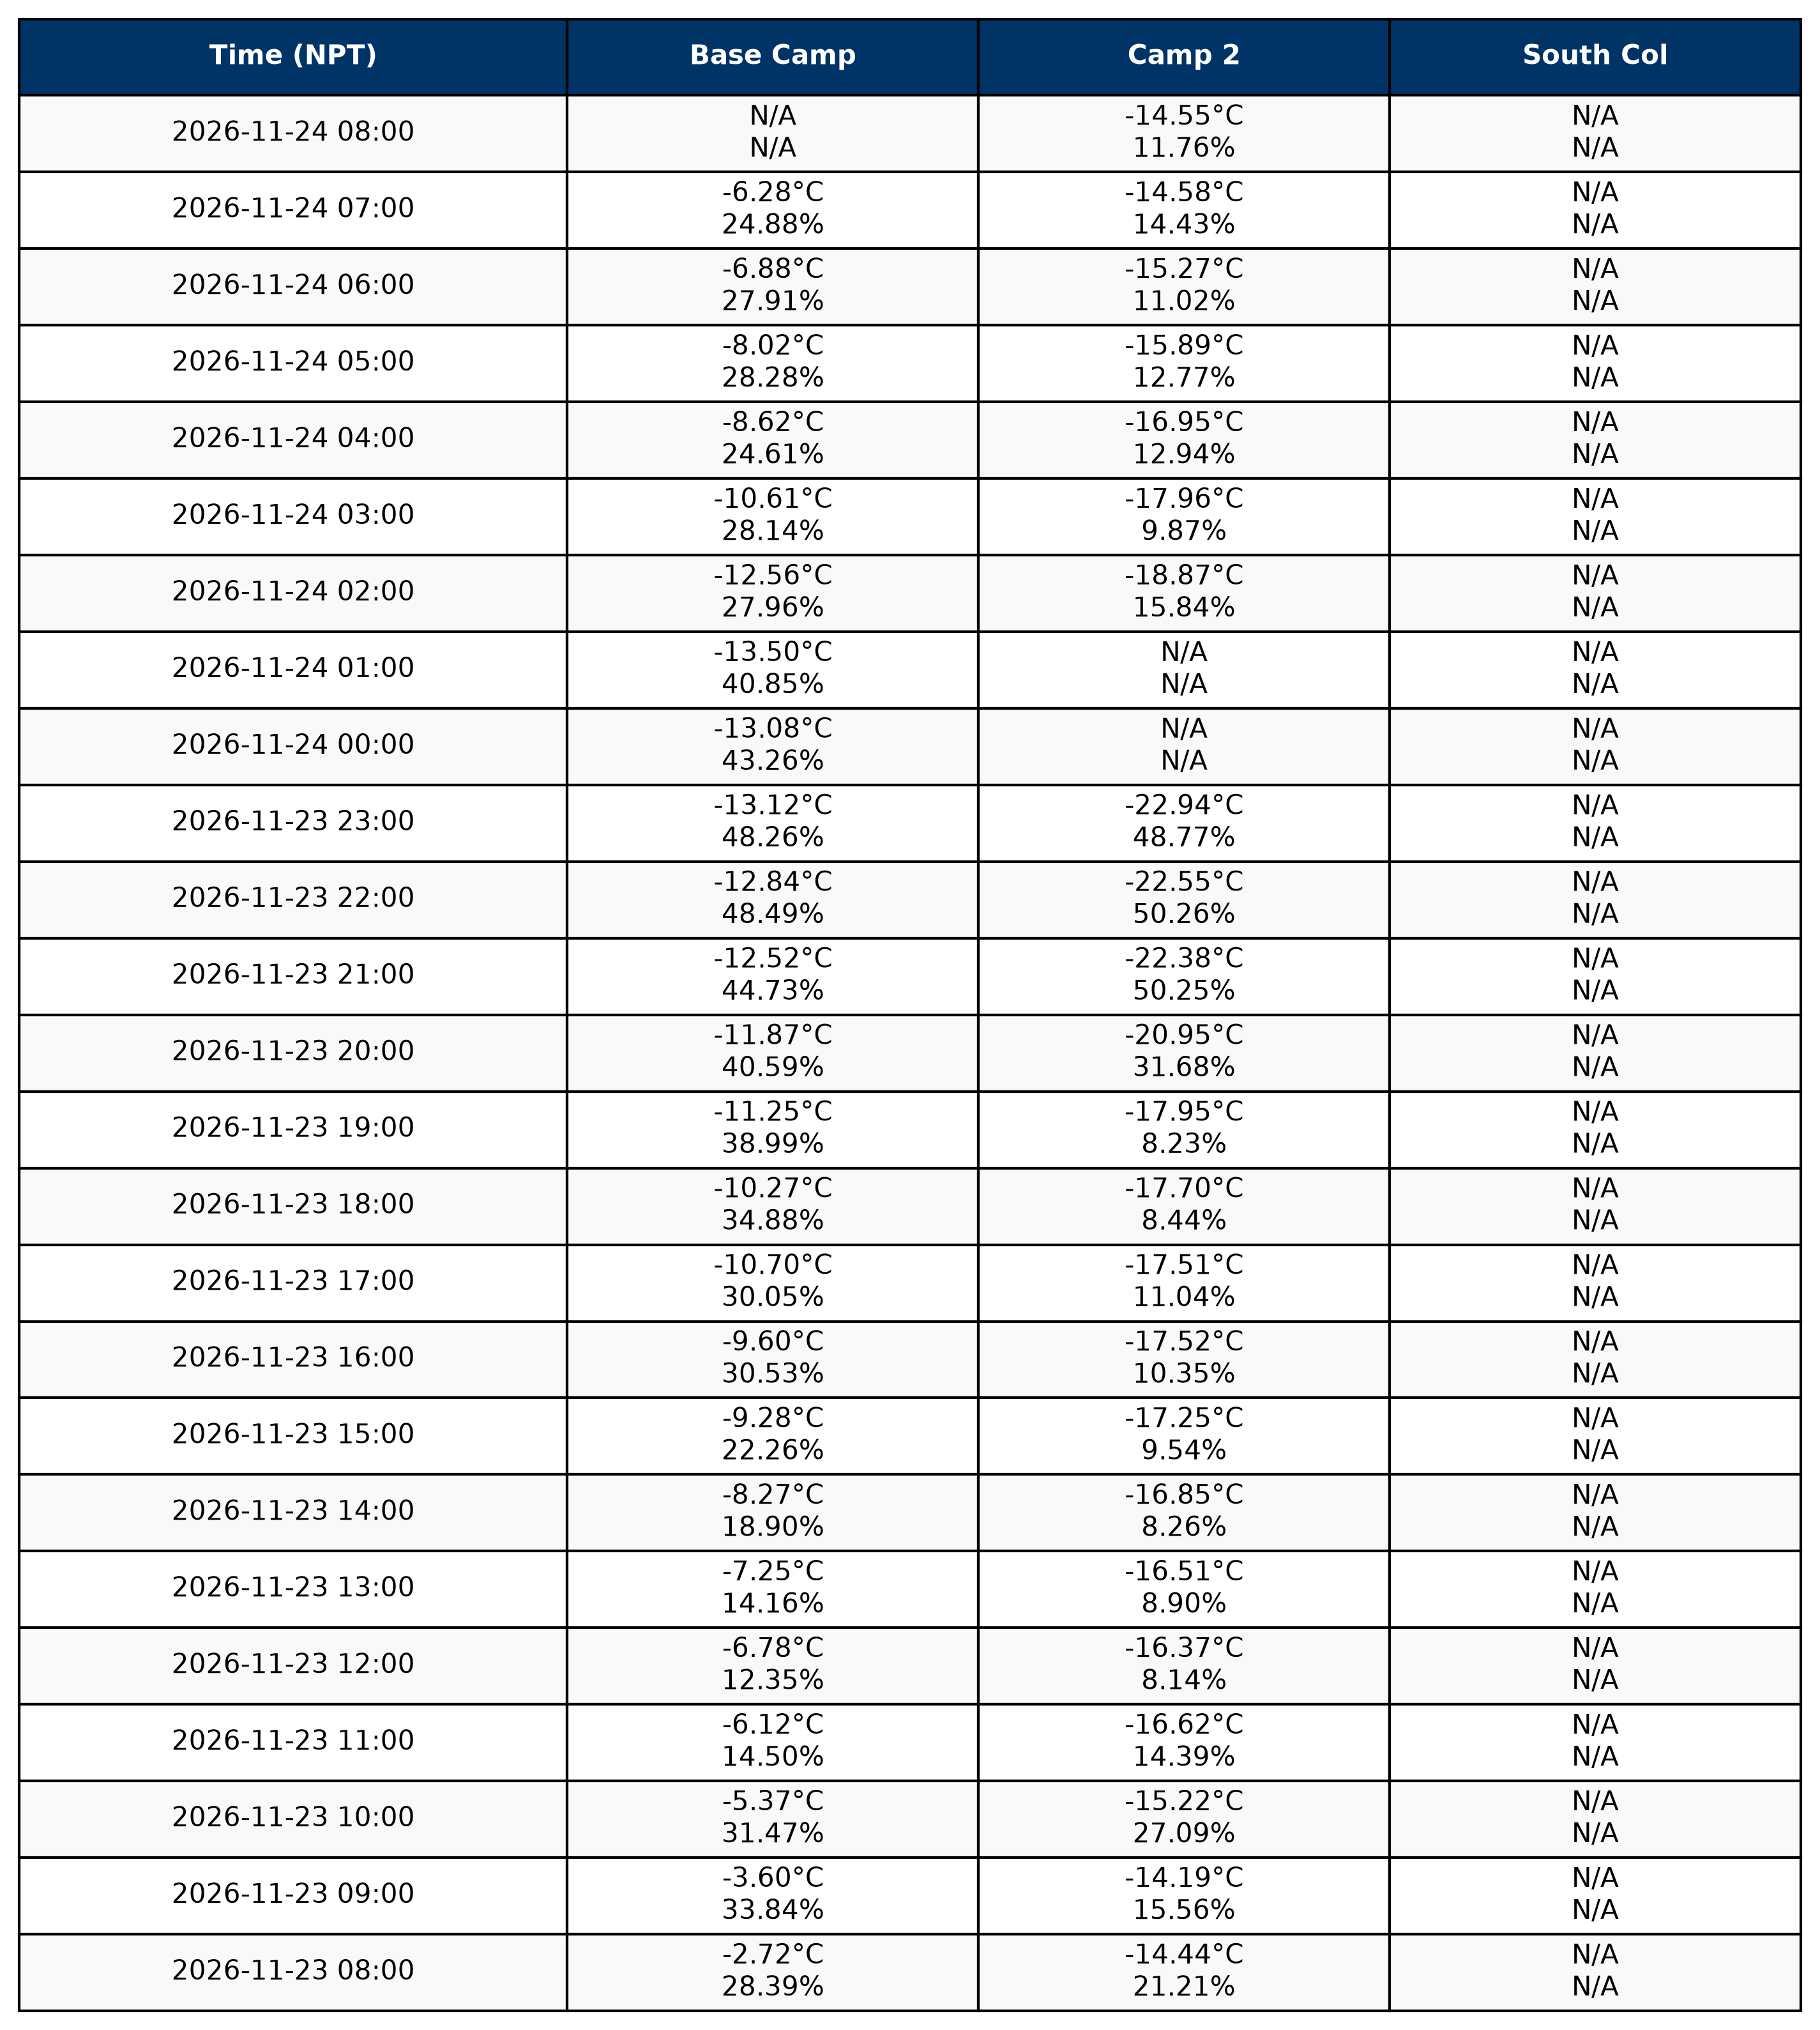 Time (NPT) Base Camp Camp 2 South Col
2026-11-24 08:00 N/A N/A -14.55°C 11.76% N/A N/A
2026-11-24 07:00 -6.28°C 24.88% -14.58°C 14.43% N/A N/A
2026-11-24 06:00 -6.88°C 27.91% -15.27°C 11.02% N/A N/A
2026-11-24 05:00 -8.02°C 28.28% -15.89°C 12.77% N/A N/A
2026-11-24 04:00 -8.62°C 24.61% -16.95°C 12.94% N/A N/A
2026-11-24 03:00 -10.61°C 28.14% -17.96°C 9.87% N/A N/A
2026-11-24 02:00 -12.56°C 27.96% -18.87°C 15.84% N/A N/A
2026-11-24 01:00 -13.50°C 40.85% N/A N/A N/A N/A
2026-11-24 00:00 -13.08°C 43.26% N/A N/A N/A N/A
2026-11-23 23:00 -13.12°C 48.26% -22.94°C 48.77% N/A N/A
2026-11-23 22:00 -12.84°C 48.49% -22.55°C 50.26% N/A N/A
2026-11-23 21:00 -12.52°C 44.73% -22.38°C 50.25% N/A N/A
2026-11-23 20:00 -11.87°C 40.59% -20.95°C 31.68% N/A N/A
2026-11-23 19:00 -11.25°C 38.99% -17.95°C 8.23% N/A N/A
2026-11-23 18:00 -10.27°C 34.88% -17.70°C 8.44% N/A N/A
2026-11-23 17:00 -10.70°C 30.05% -17.51°C 11.04% N/A N/A
2026-11-23 16:00 -9.60°C 30.53% -17.52°C 10.35% N/A N/A
2026-11-23 15:00 -9.28°C 22.26% -17.25°C 9.54% N/A N/A
2026-11-23 14:00 -8.27°C 18.90% -16.85°C 8.26% N/A N/A
2026-11-23 13:00 -7.25°C 14.16% -16.51°C 8.90% N/A N/A
2026-11-23 12:00 -6.78°C 12.35% -16.37°C 8.14% N/A N/A
2026-11-23 11:00 -6.12°C 14.50% -16.62°C 14.39% N/A N/A
2026-11-23 10:00 -5.37°C 31.47% -15.22°C 27.09% N/A N/A
2026-11-23 09:00 -3.60°C 33.84% -14.19°C 15.56% N/A N/A
2026-11-23 08:00 -2.72°C 28.39% -14.44°C 21.21% N/A N/A